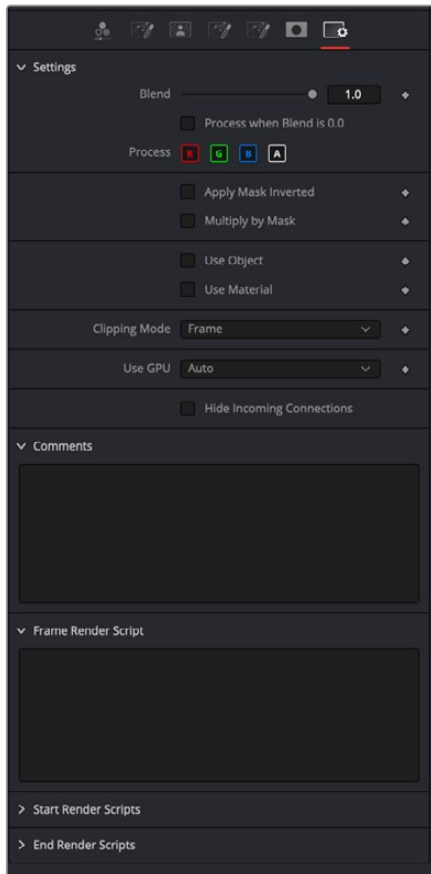 Settings
Blend 1.0
Process when Blend is 0.0
Process R G B A
Apply Mask Inverted
Multiply by Mask
Use Object
Use Material
Clipping Mode Frame
Use GPU Auto
Hide Incoming Connections
Comments
Frame Render Script
Start Render Scripts
End Render Scripts